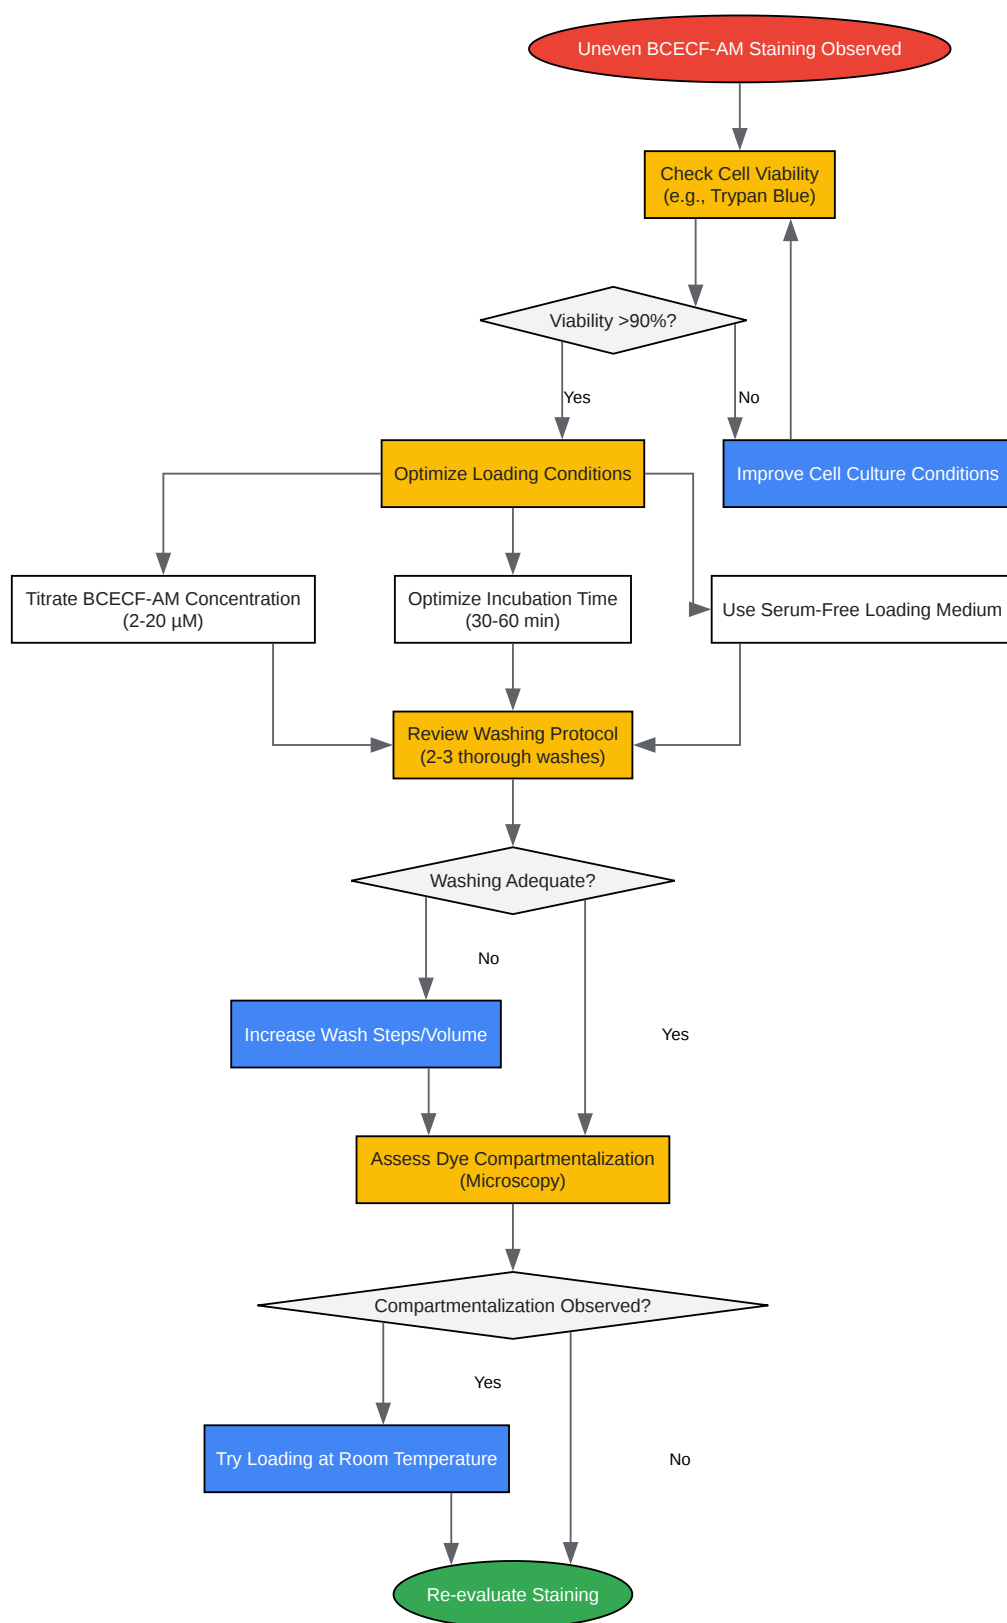 Uneven BCECF-AM Staining Observed
Check Cell Viability
(e.g., Trypan Blue)
Viability >90%?
Yes
No
Optimize Loading Conditions
Improve Cell Culture Conditions
Titrate BCECF-AM Concentration
(2-20 µM)
Optimize Incubation Time
(30-60 min)
Use Serum-Free Loading Medium
Review Washing Protocol
(2-3 thorough washes)
Washing Adequate?
No
Increase Wash Steps/Volume
Yes
Assess Dye Compartmentalization
(Microscopy)
Compartmentalization Observed?
Yes
Try Loading at Room Temperature
No
Re-evaluate Staining